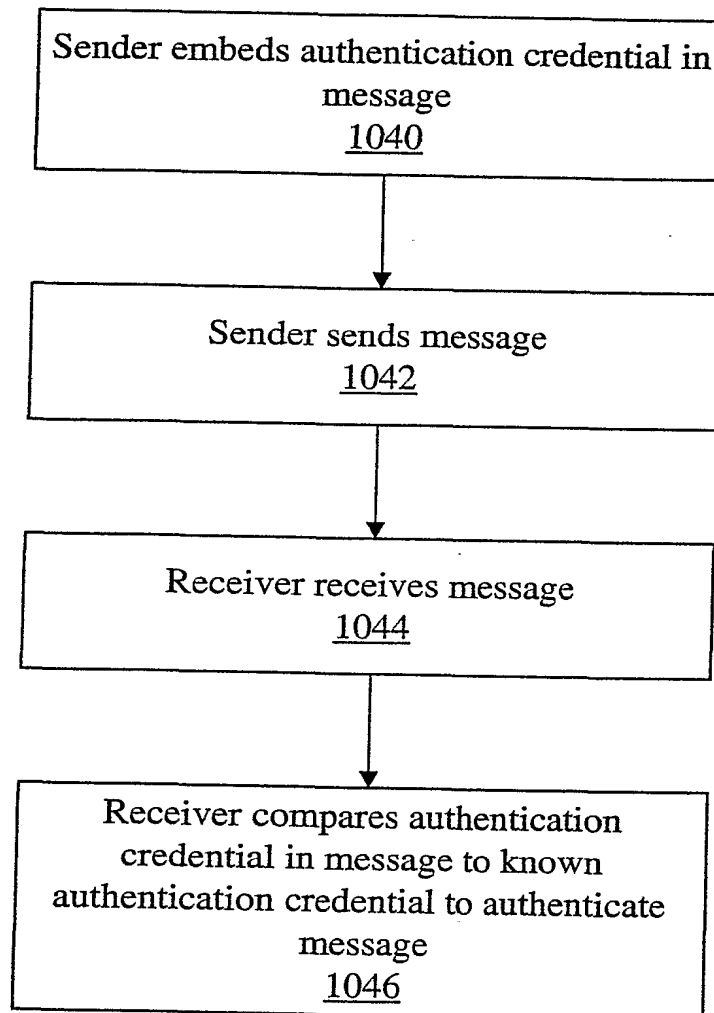 Sender embeds authentication credential in
message
1040
Sender sends message
1042
Receiver receives message
1044
Receiver compares authentication
credential in message to known
authentication credential to authenticate
message
1046